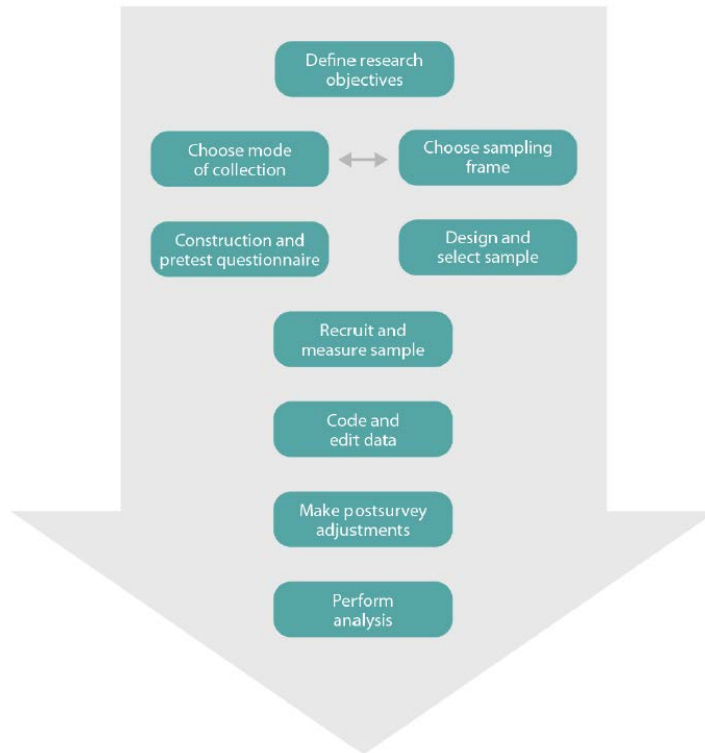 Define research
objectives
Choose mode
of collection
Choose sampling
frame
Construction and
pretest questionnaire
Design and
select sample
Recruit and
measure sample
Code and
edit data
Make postsurvey
adjustments
Perform
analysis